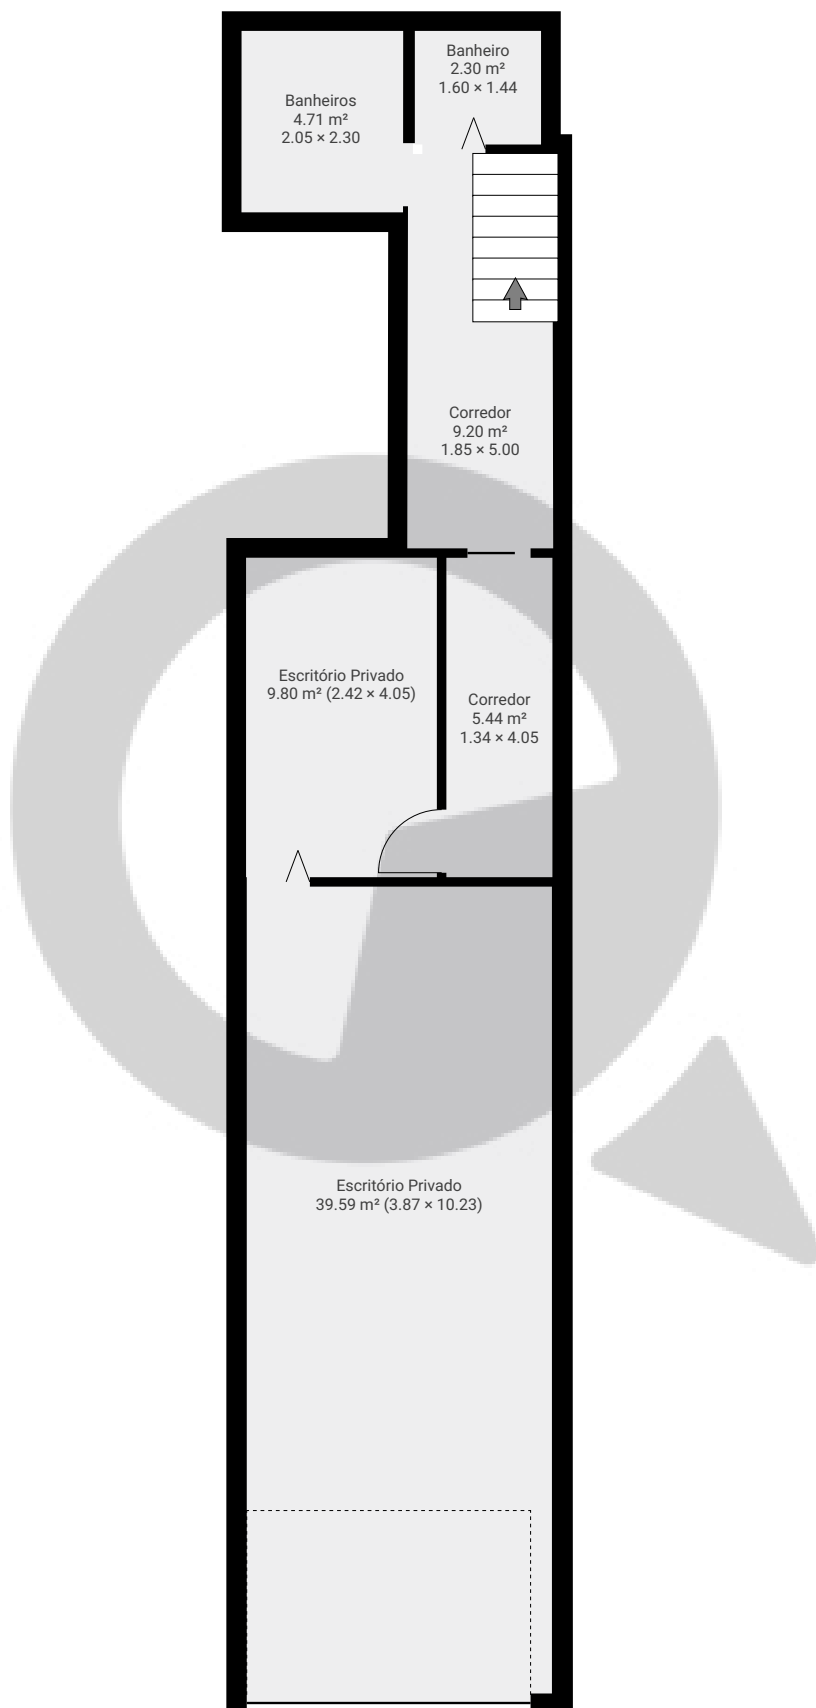 Banheiro
2.30 m²
1.60 × 1.44
Banheiros
4.71 m²
2.05 × 2.30
Corredor
9.20 m²
1.85 × 5.00
Escritório Privado
9.80 m² (2.42 × 4.05)
Corredor
5.44 m²
1.34 × 4.05
Escritório Privado
39.59 m² (3.87 × 10.23)